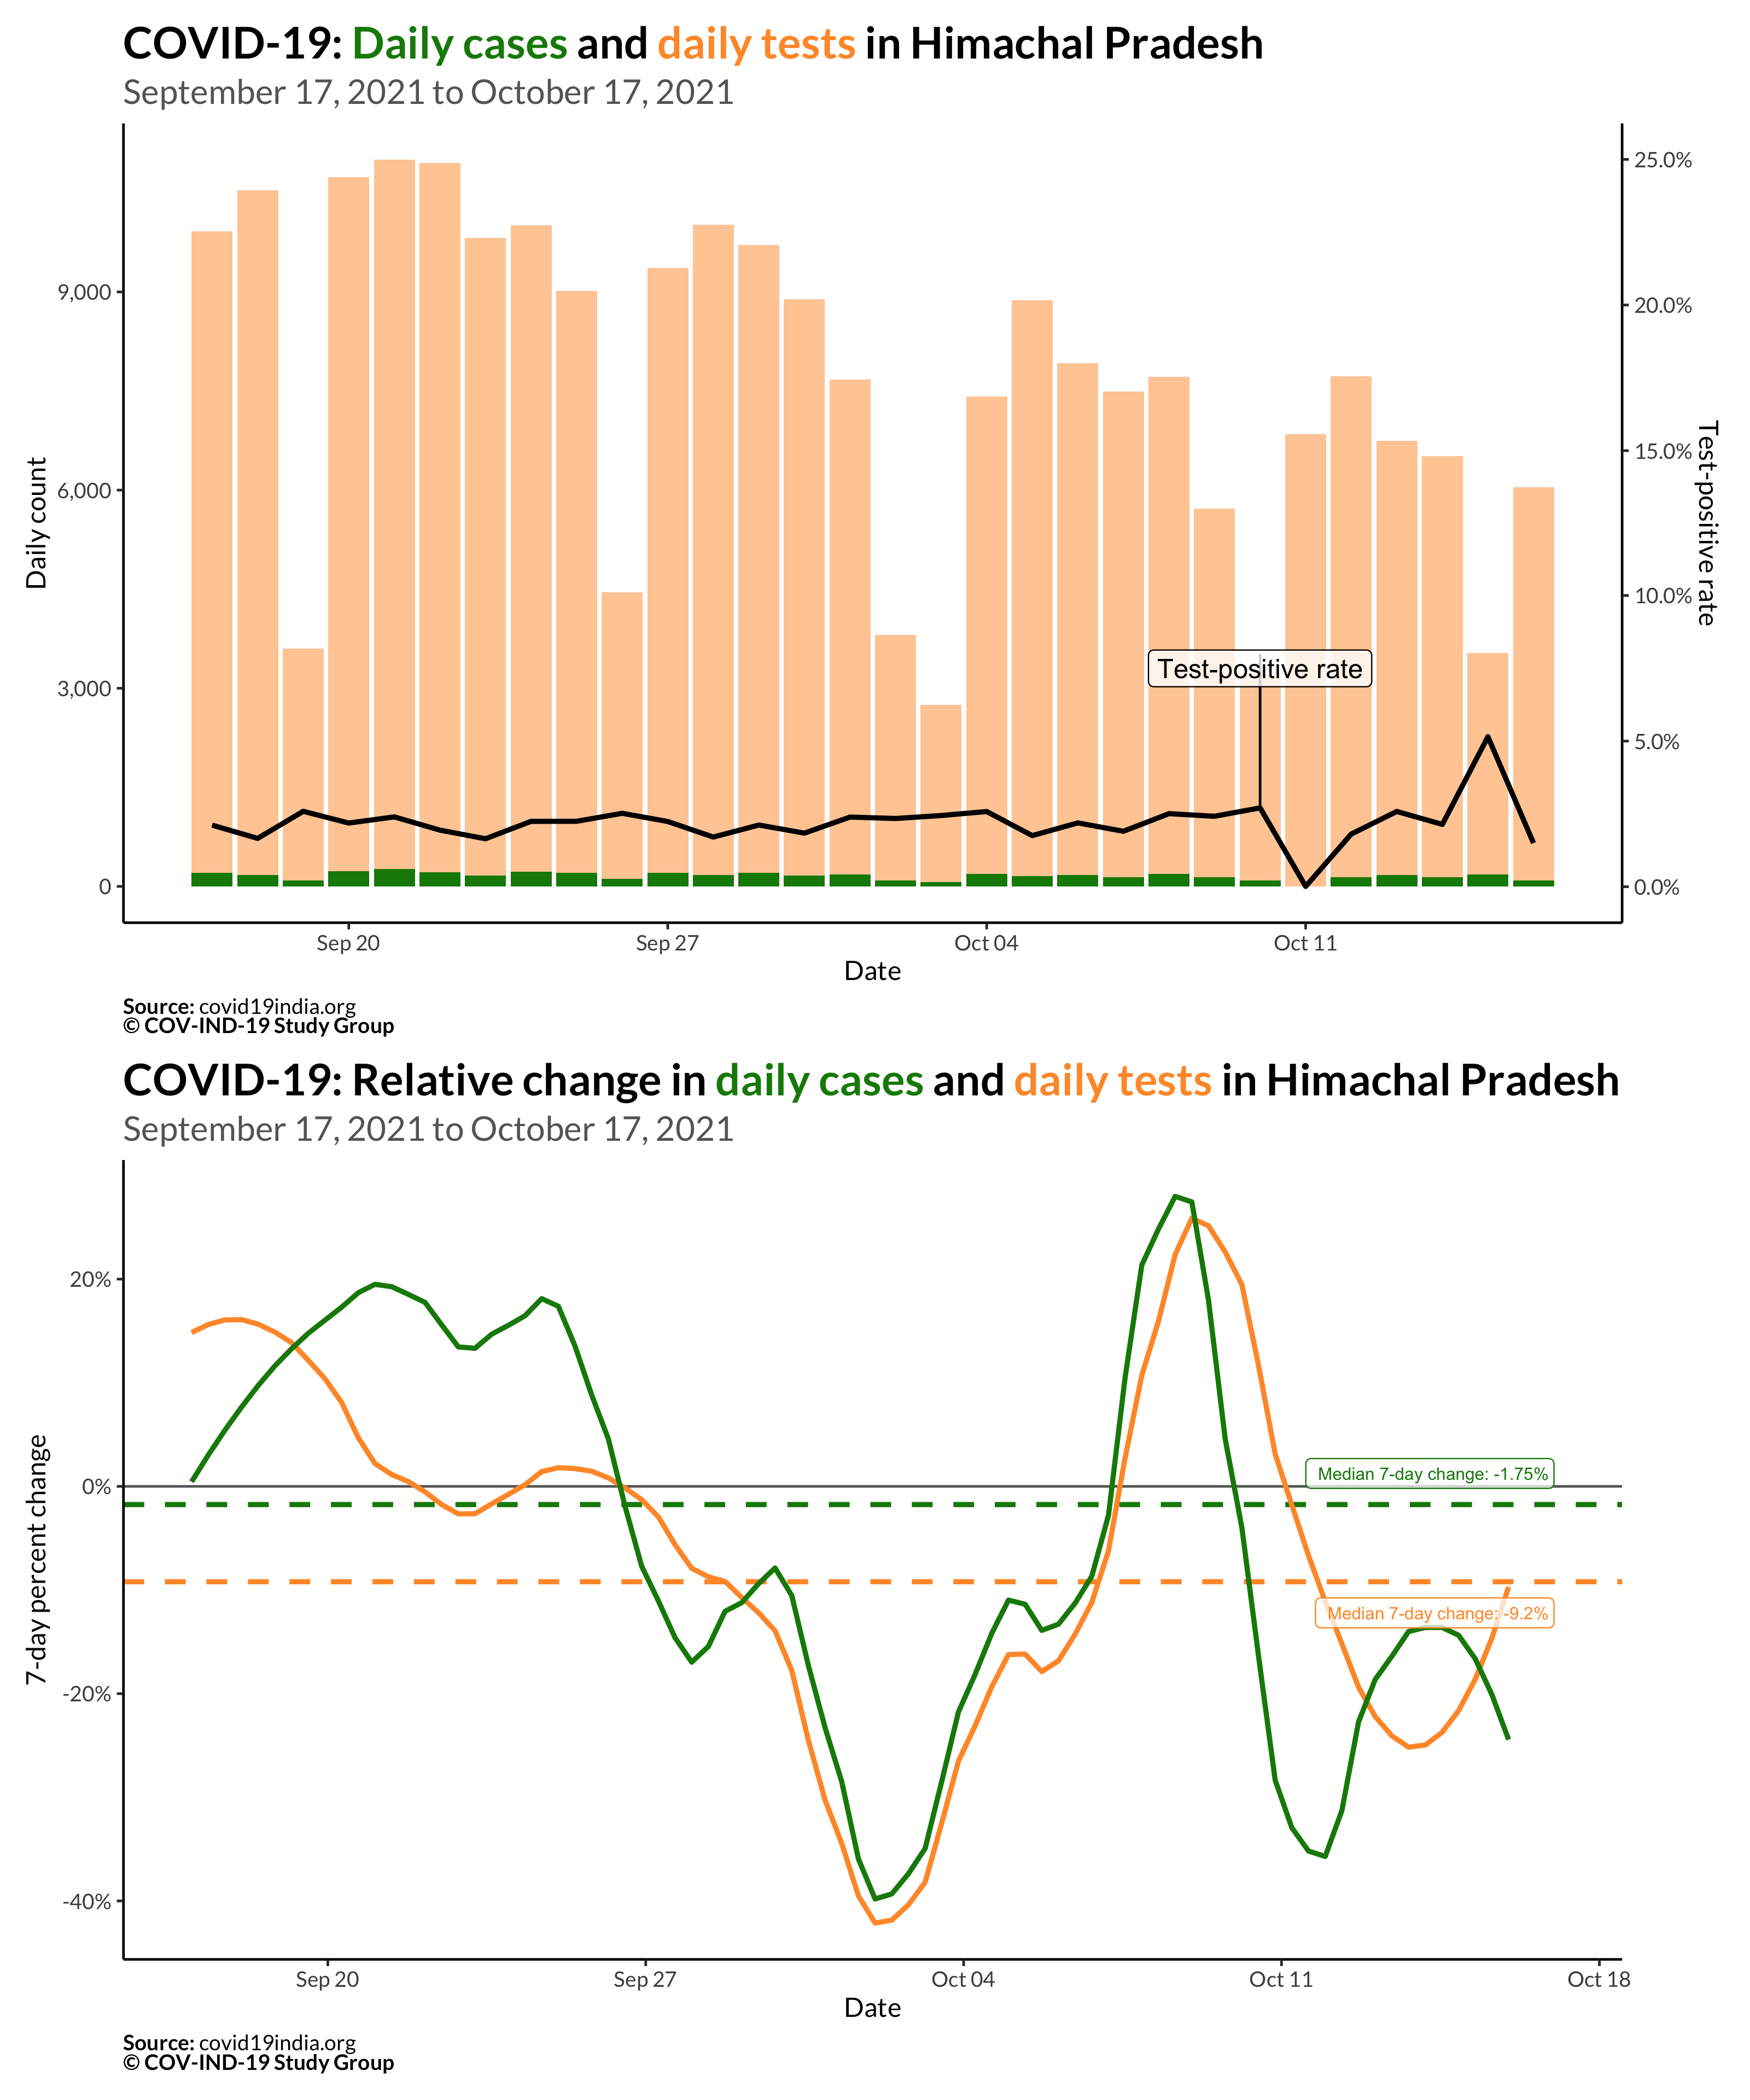 COVID-19: Daily cases and daily tests in Himachal Pradesh
September 17, 2021 to October 17, 2021
25.0%
20.0%
15.0%
10.0%
5.0%
0.0%
9,000
6,000
3,000
0
Daily count
Test-positive rate
Test-positive rate
Sep 20
Sep 27
Oct 04
Oct 11
Date
Source: covid19india.org
© COV-IND-19 Study Group
COVID-19: Relative change in daily cases and daily tests in Himachal Pradesh
September 17, 2021 to October 17, 2021
20%
0%
-20%
-40%
7-day percent change
Median 7-day change: -1.75%
Median 7-day change: -9.2%
Sep 20
Sep 27
Oct 04
Oct 11
Oct 18
Date
Source: covid19india.org
© COV-IND-19 Study Group